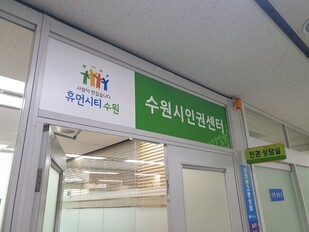 사람이 반갑습니다
휴먼시티 수원
수원시인권센터
인권 상담실